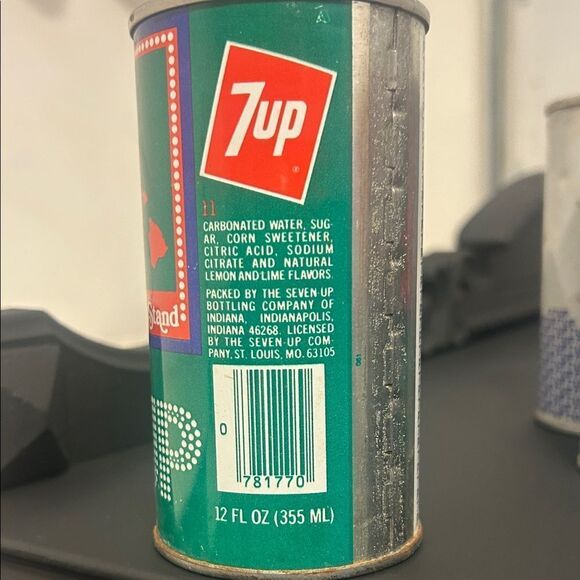 7up
11
CARBONATED WATER, SUG-
AR, CORN SWEETENER,
CITRIC ACID, SODIUM
CITRATE AND NATURAL
LEMON AND LIME FLAVORS.
PACKED BY THE SEVEN-UP
BOTTLING COMPANY OF
INDIANA, INDIANAPOLIS,
INDIANA 46268. LICENSED
BY THE SEVEN-UP COM-
PANY, ST. LOUIS, MO. 63105
Stand
UP
0
781770
12 FL OZ (355 ML)